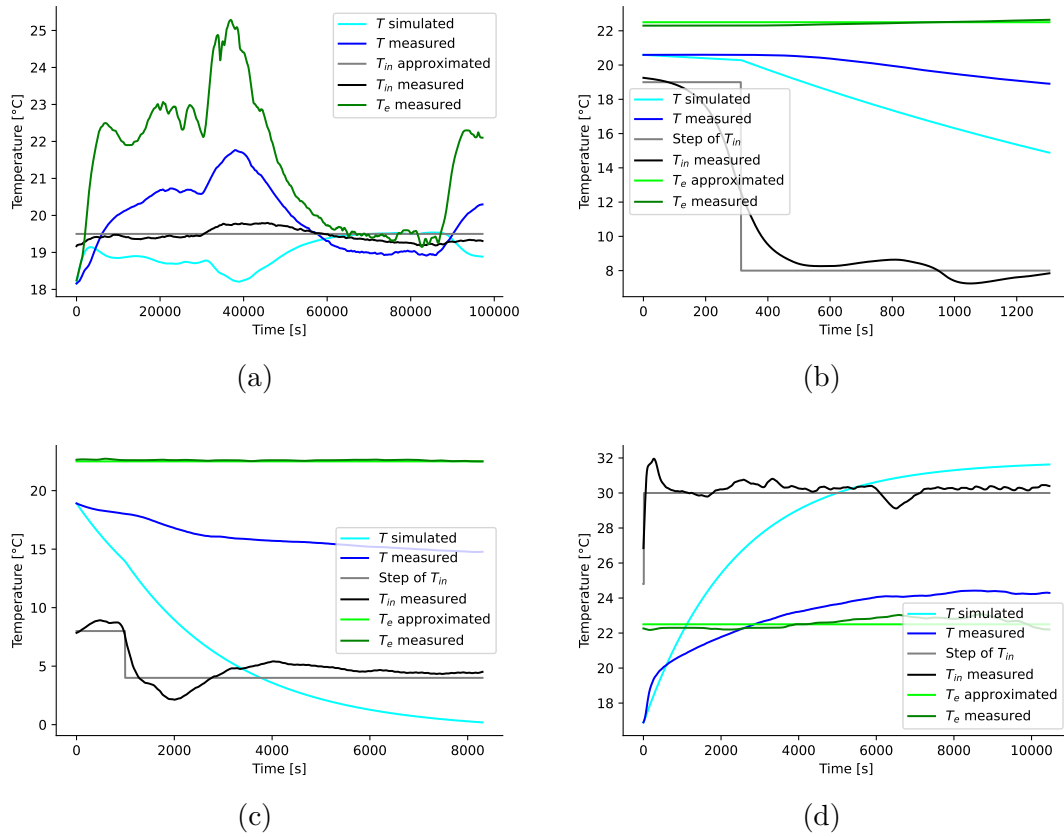 25
24
23
22
21
20
19
18
Temperature [°C]
0
20000
40000
60000
80000
100000
Time [s]
T simulated
T measured
T_in approximated
T_in measured
T_e measured
(a)
22
20
18
16
14
12
10
8
Temperature [°C]
0
200
400
600
800
1000
1200
Time [s]
T simulated
T measured
Step of T_in
T_in measured
T_e approximated
T_e measured
(b)
20
15
10
5
0
Temperature [°C]
0
2000
4000
6000
8000
Time [s]
T simulated
T measured
Step of T_in
T_in measured
T_e approximated
T_e measured
(c)
32
30
28
26
24
22
20
18
Temperature [°C]
0
2000
4000
6000
8000
10000
Time [s]
T simulated
T measured
Step of T_in
T_in measured
T_e approximated
T_e measured
(d)